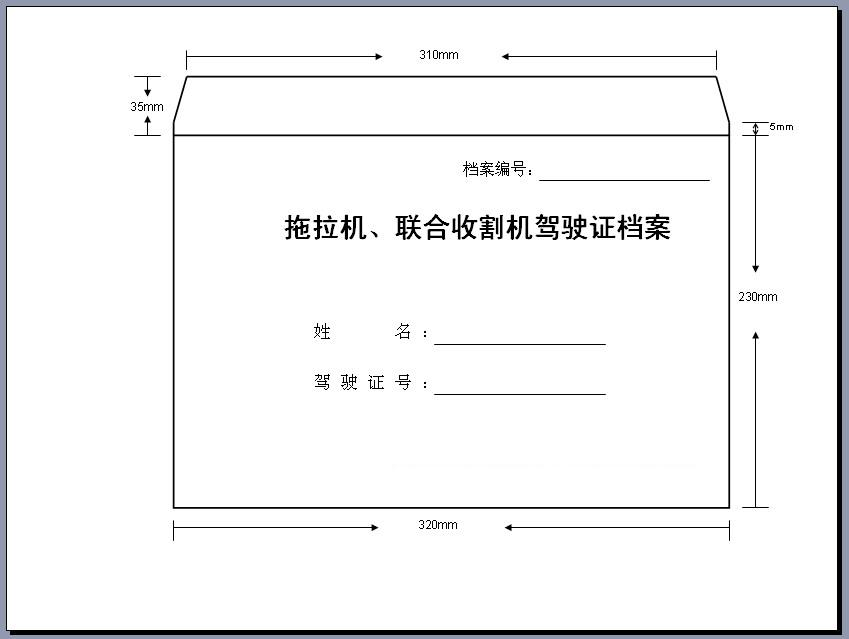 310mm
35mm
5mm
档案编号：
拖拉机、联合收割机驾驶证档案
230mm
姓 名：
驾驶证号：
320mm